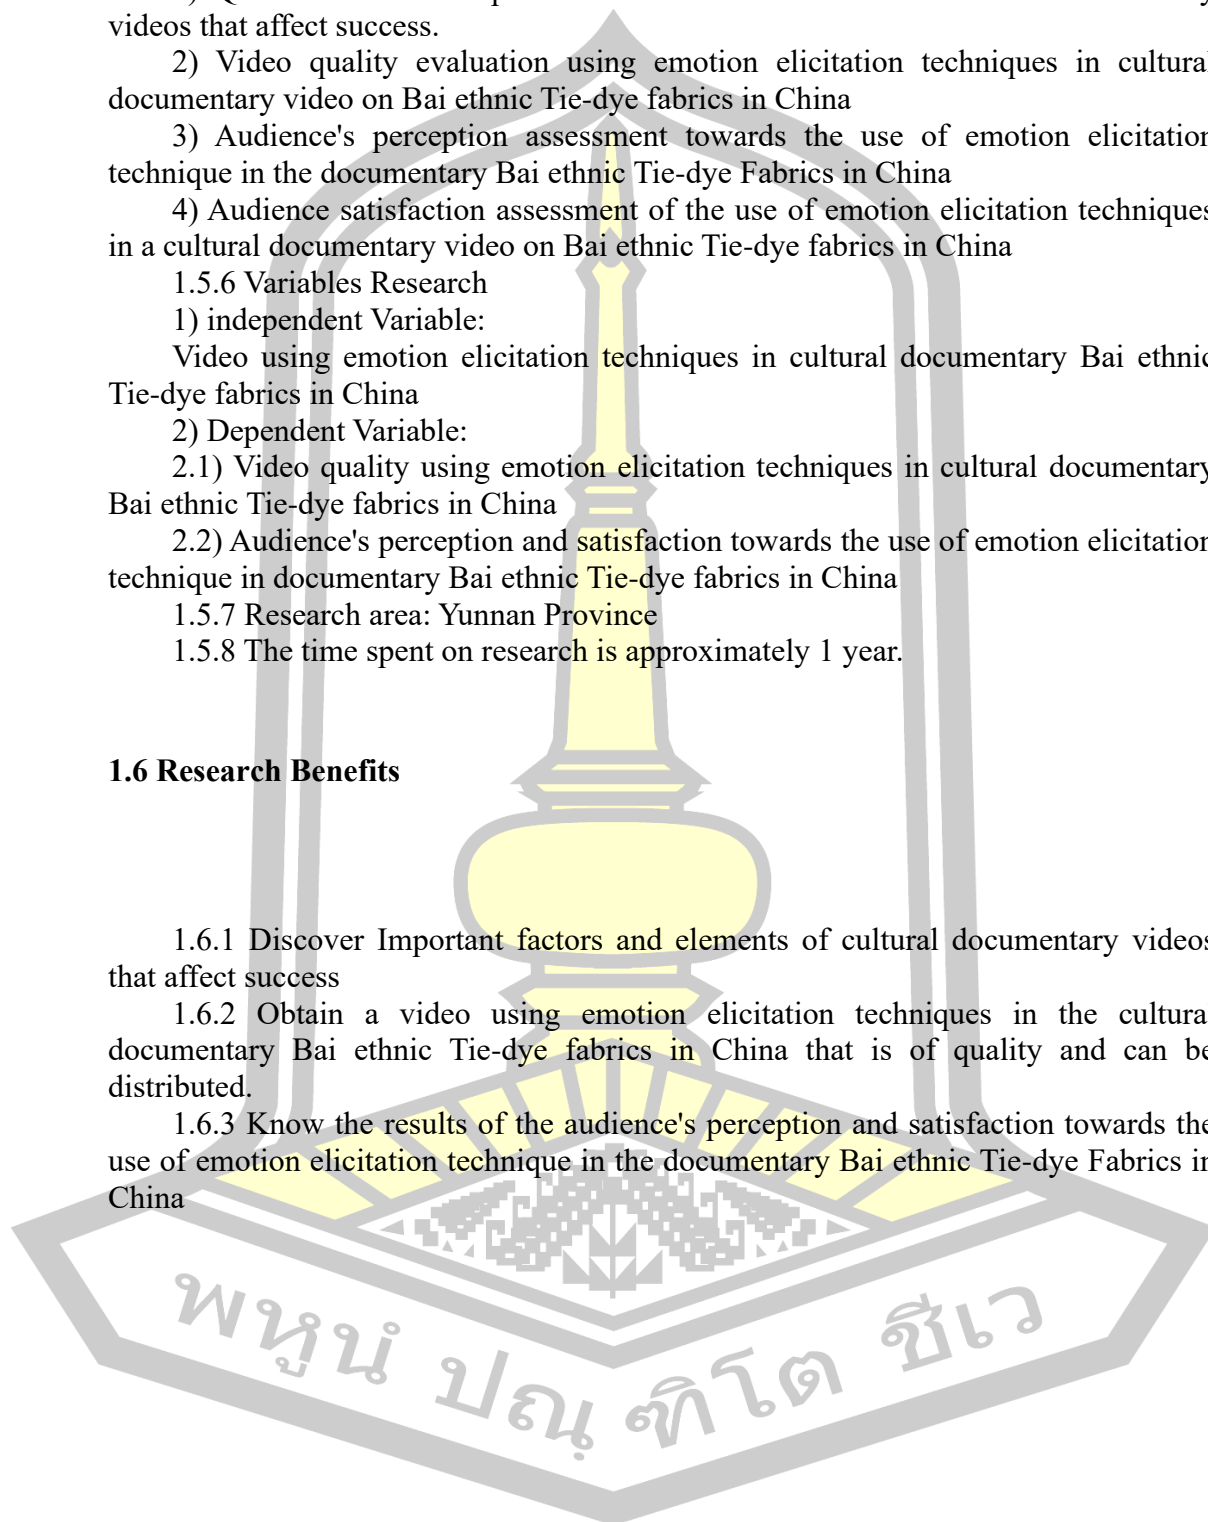 videos that affect success.
2) Video quality evaluation using emotion elicitation techniques in cultural
documentary video on Bai ethnic Tie-dye fabrics in China
3) Audience's perception assessment towards the use of emotion elicitation
technique in the documentary Bai ethnic Tie-dye Fabrics in China
4) Audience satisfaction assessment of the use of emotion elicitation techniques
in a cultural documentary video on Bai ethnic Tie-dye fabrics in China
1.5.6 Variables Research
1) independent Variable:
Video using emotion elicitation techniques in cultural documentary Bai ethnic
Tie-dye fabrics in China
2) Dependent Variable:
2.1) Video quality using emotion elicitation techniques in cultural documentary
Bai ethnic Tie-dye fabrics in China
2.2) Audience's perception and satisfaction towards the use of emotion elicitation
technique in documentary Bai ethnic Tie-dye fabrics in China
1.5.7 Research area: Yunnan Province
1.5.8 The time spent on research is approximately 1 year.
1.6 Research Benefits
1.6.1 Discover Important factors and elements of cultural documentary videos
that affect success
1.6.2 Obtain a video using emotion elicitation techniques in the cultural
documentary Bai ethnic Tie-dye fabrics in China that is of quality and can be
distributed.
1.6.3 Know the results of the audience's perception and satisfaction towards the
use of emotion elicitation technique in the documentary Bai ethnic Tie-dye Fabrics in
China
พหูนํ ปณฺฑิโต ชีเว